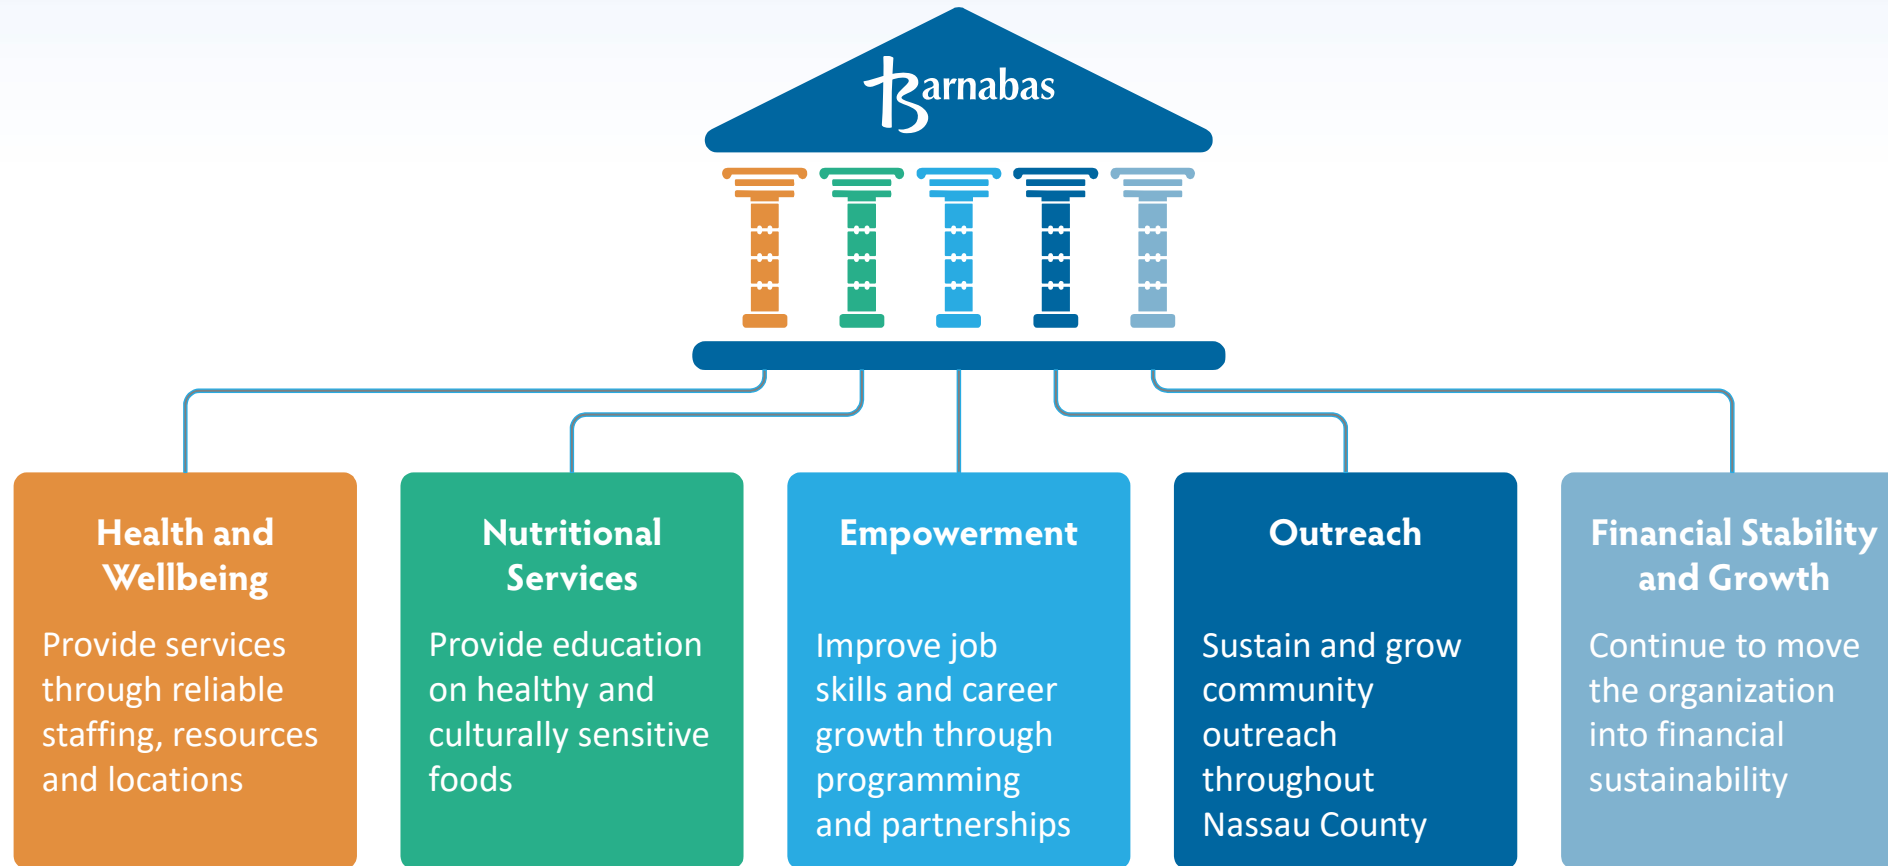 Barnabas
Health and
Wellbeing
Provide services
through reliable
staffing, resources
and locations
Nutritional
Services
Provide education
on healthy and
culturally sensitive
foods
Empowerment
Improve job
skills and career
growth through
programming
and partnerships
Outreach
Sustain and grow
community
outreach
throughout
Nassau County
Financial Stability
and Growth
Continue to move
the organization
into financial
sustainability